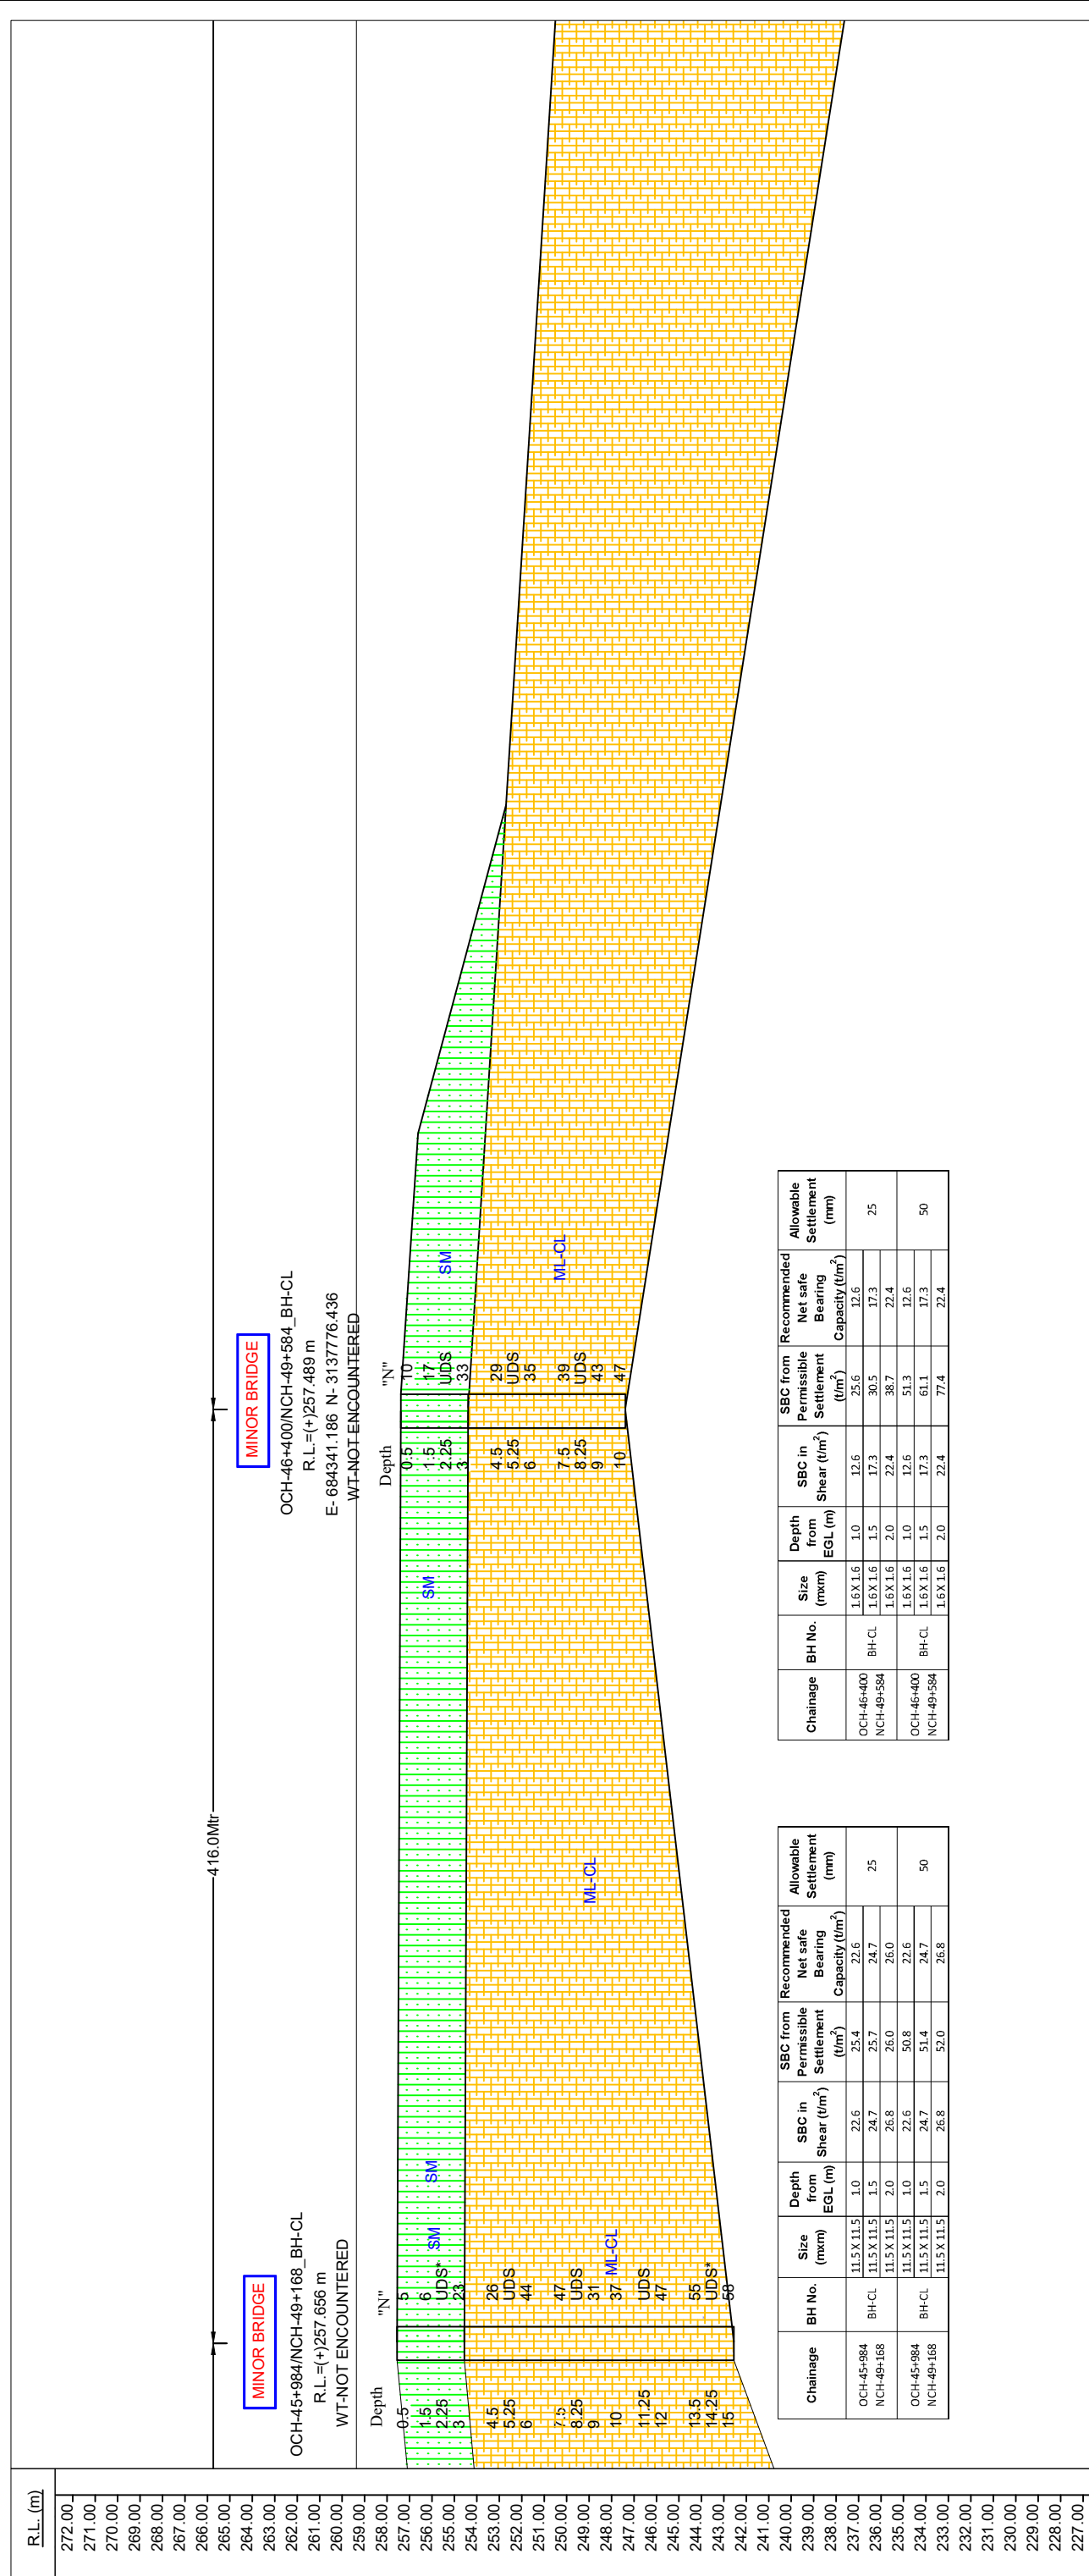 R.L. (m)
272.00
271.00
270.00
269.00
268.00
267.00
266.00
265.00
264.00
263.00
262.00
261.00
260.00
259.00
258.00
257.00
256.00
255.00
254.00
253.00
252.00
251.00
250.00
249.00
248.00
247.00
246.00
245.00
244.00
243.00
242.00
241.00
240.00
239.00
238.00
237.00
236.00
235.00
234.00
233.00
232.00
231.00
230.00
229.00
228.00
227.00
416.0Mtr
MINOR BRIDGE
OCH-45+984/NCH-49+168_BH-CL
R.L.=(+)257.656 m
WT-NOT ENCOUNTERED
Depth "N"
0.5 5
1.5 6
2.25 UDS*
3 23
4.5 26
5.25 UDS
6 44
7.5 47
8.25 UDS
9 31
10 37
11.25 UDS
12 47
13.5 55
14.25 UDS*
15 58
SM
SM
ML-CL
ML-CL
SM
MINOR BRIDGE
OCH-46+400/NCH-49+584_BH-CL
R.L.=(+)257.489 m
E- 684341.186 N- 3137776.436
WT-NOT ENCOUNTERED
Depth "N"
0.5 10
1.5 17
2.25 UDS
3 33
4.5 29
5.25 UDS
6 35
7.5 39
8.25 UDS
9 43
10 47
SM
ML-CL
Chainage BH No. Size (mxm) Depth from EGL (m) SBC in Shear (t/m²) SBC from Permissible Settlement (t/m²) Recommended Net safe Bearing Capacity (t/m²) Allowable Settlement (mm)
OCH-45+984 NCH-49+168 BH-CL 11.5 X 11.5 1.0 22.6 25.4 22.6 25
11.5 X 11.5 1.5 24.7 25.7 24.7
11.5 X 11.5 2.0 26.8 26.0 26.0
OCH-45+984 NCH-49+168 BH-CL 11.5 X 11.5 1.0 22.6 50.8 22.6 50
11.5 X 11.5 1.5 24.7 51.4 24.7
11.5 X 11.5 2.0 26.8 52.0 26.8
Chainage BH No. Size (mxm) Depth from EGL (m) SBC in Shear (t/m²) SBC from Permissible Settlement (t/m²) Recommended Net safe Bearing Capacity (t/m²) Allowable Settlement (mm)
OCH-46+400 NCH-49+584 BH-CL 1.6 X 1.6 1.0 12.6 25.6 12.6 25
1.6 X 1.6 1.5 17.3 30.5 17.3
1.6 X 1.6 2.0 22.4 38.7 22.4
OCH-46+400 NCH-49+584 BH-CL 1.6 X 1.6 1.0 12.6 51.3 12.6 50
1.6 X 1.6 1.5 17.3 61.1 17.3
1.6 X 1.6 2.0 22.4 77.4 22.4